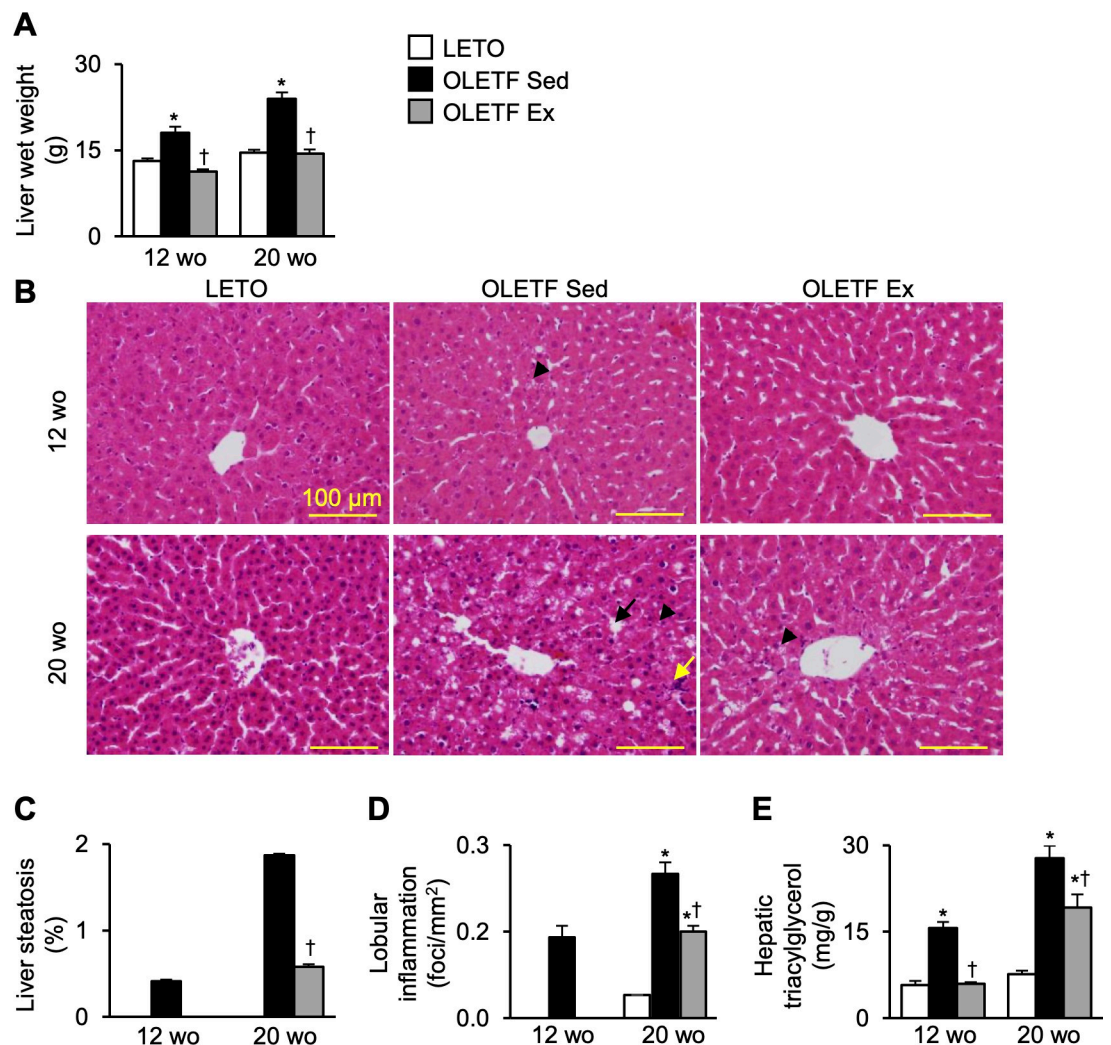 A
LETO
OLETF Sed
OLETF Ex
Liver wet weight
(g)
30
15
0
*
†
*
†
12 wo
20 wo
B
LETO
OLETF Sed
OLETF Ex
12 wo
100 µm
20 wo
C
Liver steatosis
(%)
2
1
0
†
12 wo
20 wo
D
Lobular
inflammation
(foci/mm²)
0.3
0.2
0.0
*
*†
12 wo
20 wo
E
Hepatic
triacylglycerol
(mg/g)
30
15
0
*
†
*
*†
12 wo
20 wo